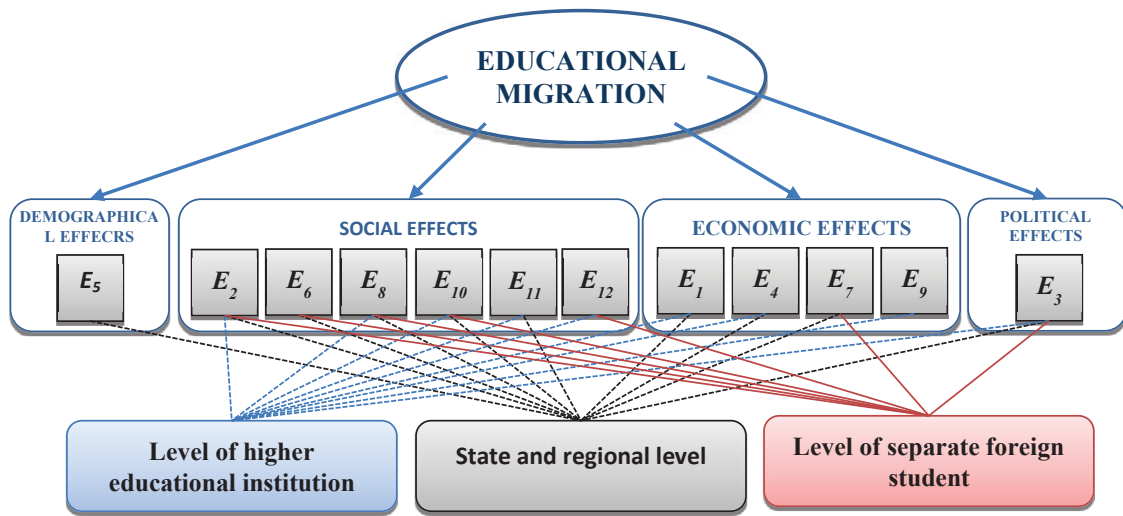 EDUCATIONAL
MIGRATION
DEMOGRAPHICA
L EFFECRS
SOCIAL EFFECTS
ECONOMIC EFFECTS
POLITICAL
EFFECTS
E5
E2
E6
E8
E10
E11
E12
E1
E4
E7
E9
E3
Level of higher
educational institution
State and regional level
Level of separate foreign
student